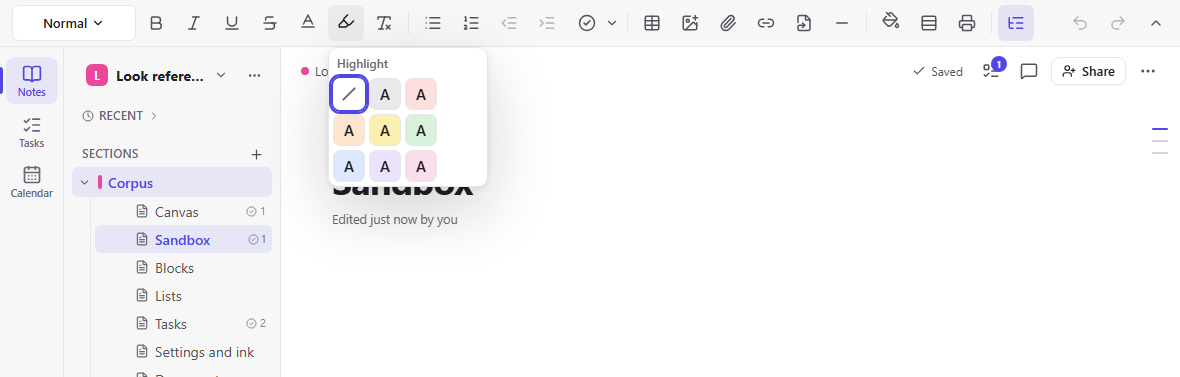 Normal
Highlight
A A
A A A
A A A
L Look refere...
Lo
Saved
1
Share
Notes
Tasks
Calendar
RECENT
SECTIONS
Corpus
Canvas 1
Sandbox 1
Blocks
Lists
Tasks 2
Settings and ink
Sandbox
Edited just now by you